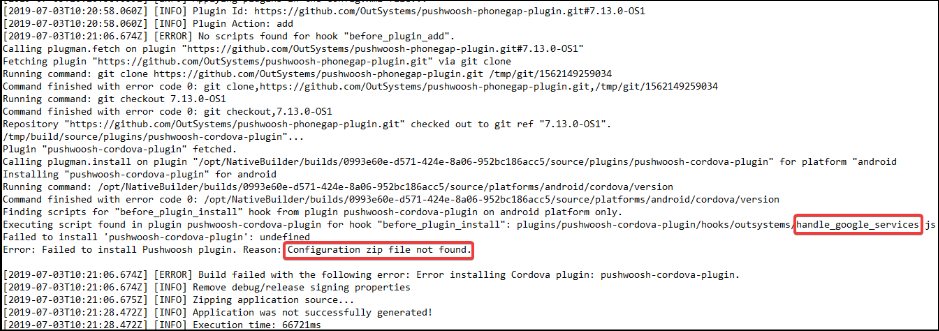 [2019-07-03T10:20:58.060Z] [INFO] Plugin Id: https://github.com/OutSystems/pushwoosh-phonegap-plugin.git#7.13.0-OS1
[2019-07-03T10:20:58.060Z] [INFO] Plugin Action: add
[2019-07-03T10:21:06.674Z] [ERROR] No scripts found for hook "before_plugin_add".
Calling plugman.fetch on plugin "https://github.com/OutSystems/pushwoosh-phonegap-plugin.git#7.13.0-OS1"
Fetching plugin "https://github.com/OutSystems/pushwoosh-phonegap-plugin.git" via git clone
Running command: git clone https://github.com/OutSystems/pushwoosh-phonegap-plugin.git /tmp/git/1562149259034
Command finished with error code 0: git clone,https://github.com/OutSystems/pushwoosh-phonegap-plugin.git,/tmp/git/1562149259034
Running command: git checkout 7.13.0-OS1
Command finished with error code 0: git checkout,7.13.0-OS1
Repository "https://github.com/OutSystems/pushwoosh-phonegap-plugin.git" checked out to git ref "7.13.0-OS1".
/tmp/build/source/plugins/pushwoosh-cordova-plugin"...
Plugin "pushwoosh-cordova-plugin" fetched.
Calling plugman.install on plugin "/opt/NativeBuilder/builds/0993e60e-d571-424e-8a06-952bc186acc5/source/plugins/pushwoosh-cordova-plugin" for platform "android
Installing "pushwoosh-cordova-plugin" for android
Running command: /opt/NativeBuilder/builds/0993e60e-d571-424e-8a06-952bc186acc5/source/platforms/android/cordova/version
Command finished with error code 0: /opt/NativeBuilder/builds/0993e60e-d571-424e-8a06-952bc186acc5/source/platforms/android/cordova/version
Finding scripts for "before_plugin_install" hook from plugin pushwoosh-cordova-plugin on android platform only.
Executing script found in plugin pushwoosh-cordova-plugin for hook "before_plugin_install": plugins/pushwoosh-cordova-plugin/hooks/outsystems/handle_google_services.js
Failed to install 'pushwoosh-cordova-plugin': undefined
Error: Failed to install Pushwoosh plugin. Reason: Configuration zip file not found.
[2019-07-03T10:21:06.674Z] [ERROR] Build failed with the following error: Error installing Cordova plugin: pushwoosh-cordova-plugin.
[2019-07-03T10:21:06.674Z] [INFO] Remove debug/release signing properties
[2019-07-03T10:21:06.675Z] [INFO] Zipping application source...
[2019-07-03T10:21:28.472Z] [INFO] Application was not successfully generated!
[2019-07-03T10:21:28.472Z] [INFO] Execution time: 66721ms